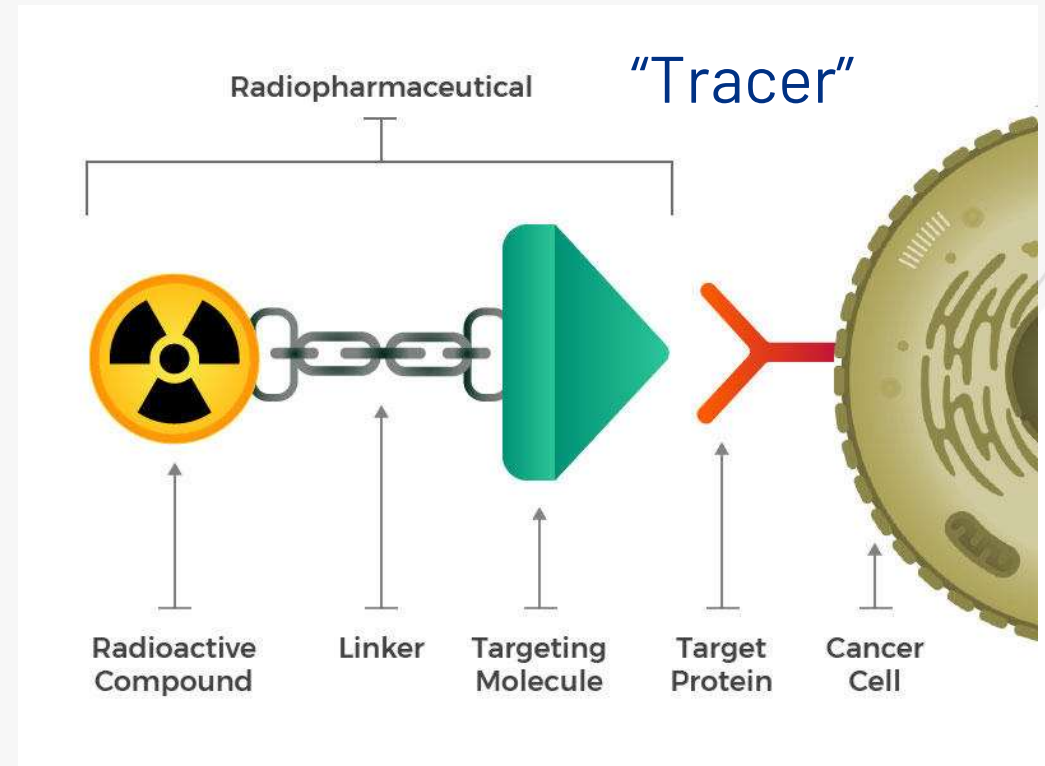 Radiopharmaceutical
“Tracer”
Radioactive
Compound
Linker
Targeting
Molecule
Target
Protein
Cancer
Cell